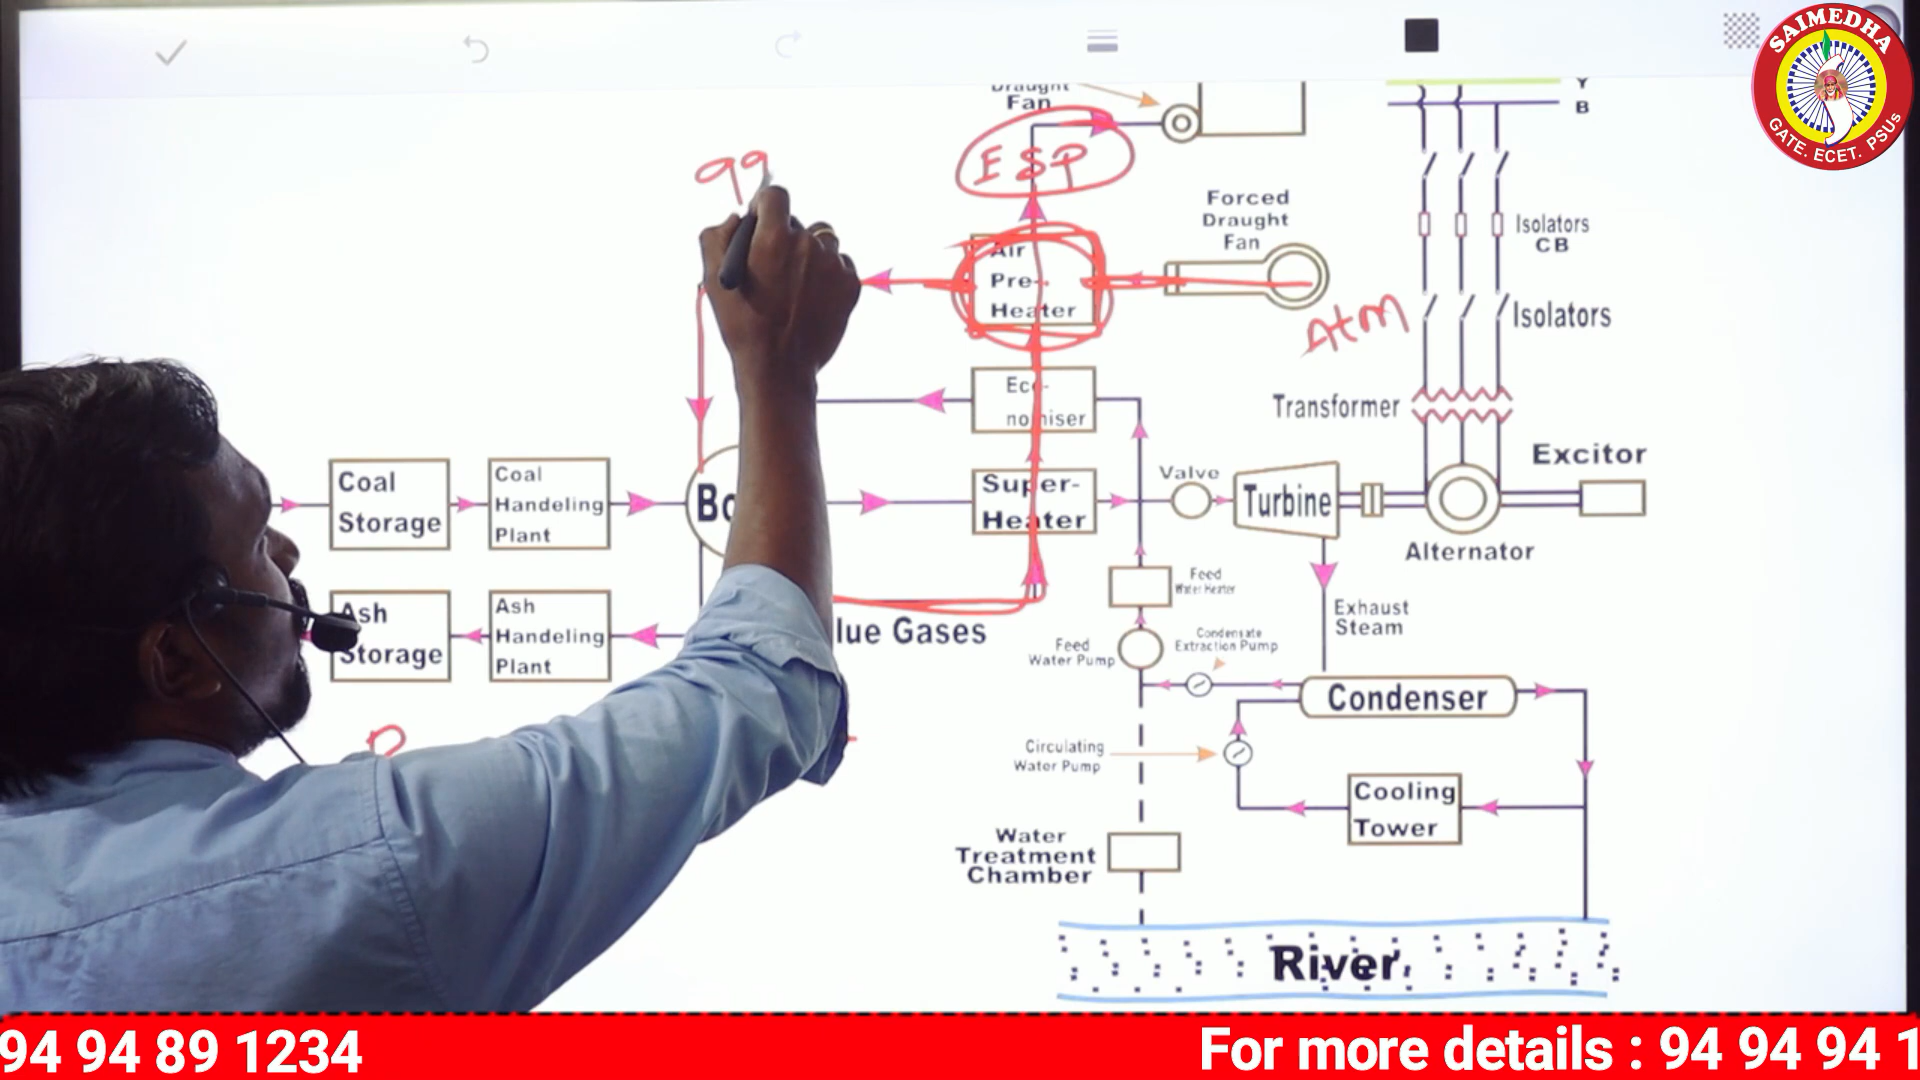 SAIMEDHA
GATE. ECET. PSUs
Draught
Fan
Y
B
99
ESP
Forced
Draught
Fan
Isolators
CB
Air
Pre-
Heater
Atm
Isolators
Eco-
nomiser
Transformer
Excitor
Coal
Storage
Coal
Handeling
Plant
Bo
Super-
Heater
Valve
Turbine
Alternator
Feed
Water Heater
Ash
Storage
Ash
Handeling
Plant
lue Gases
Exhaust
Steam
Feed
Water Pump
Condensate
Extraction Pump
Condenser
Circulating
Water Pump
Cooling
Tower
Water
Treatment
Chamber
River
94 94 89 1234
For more details : 94 94 94 1